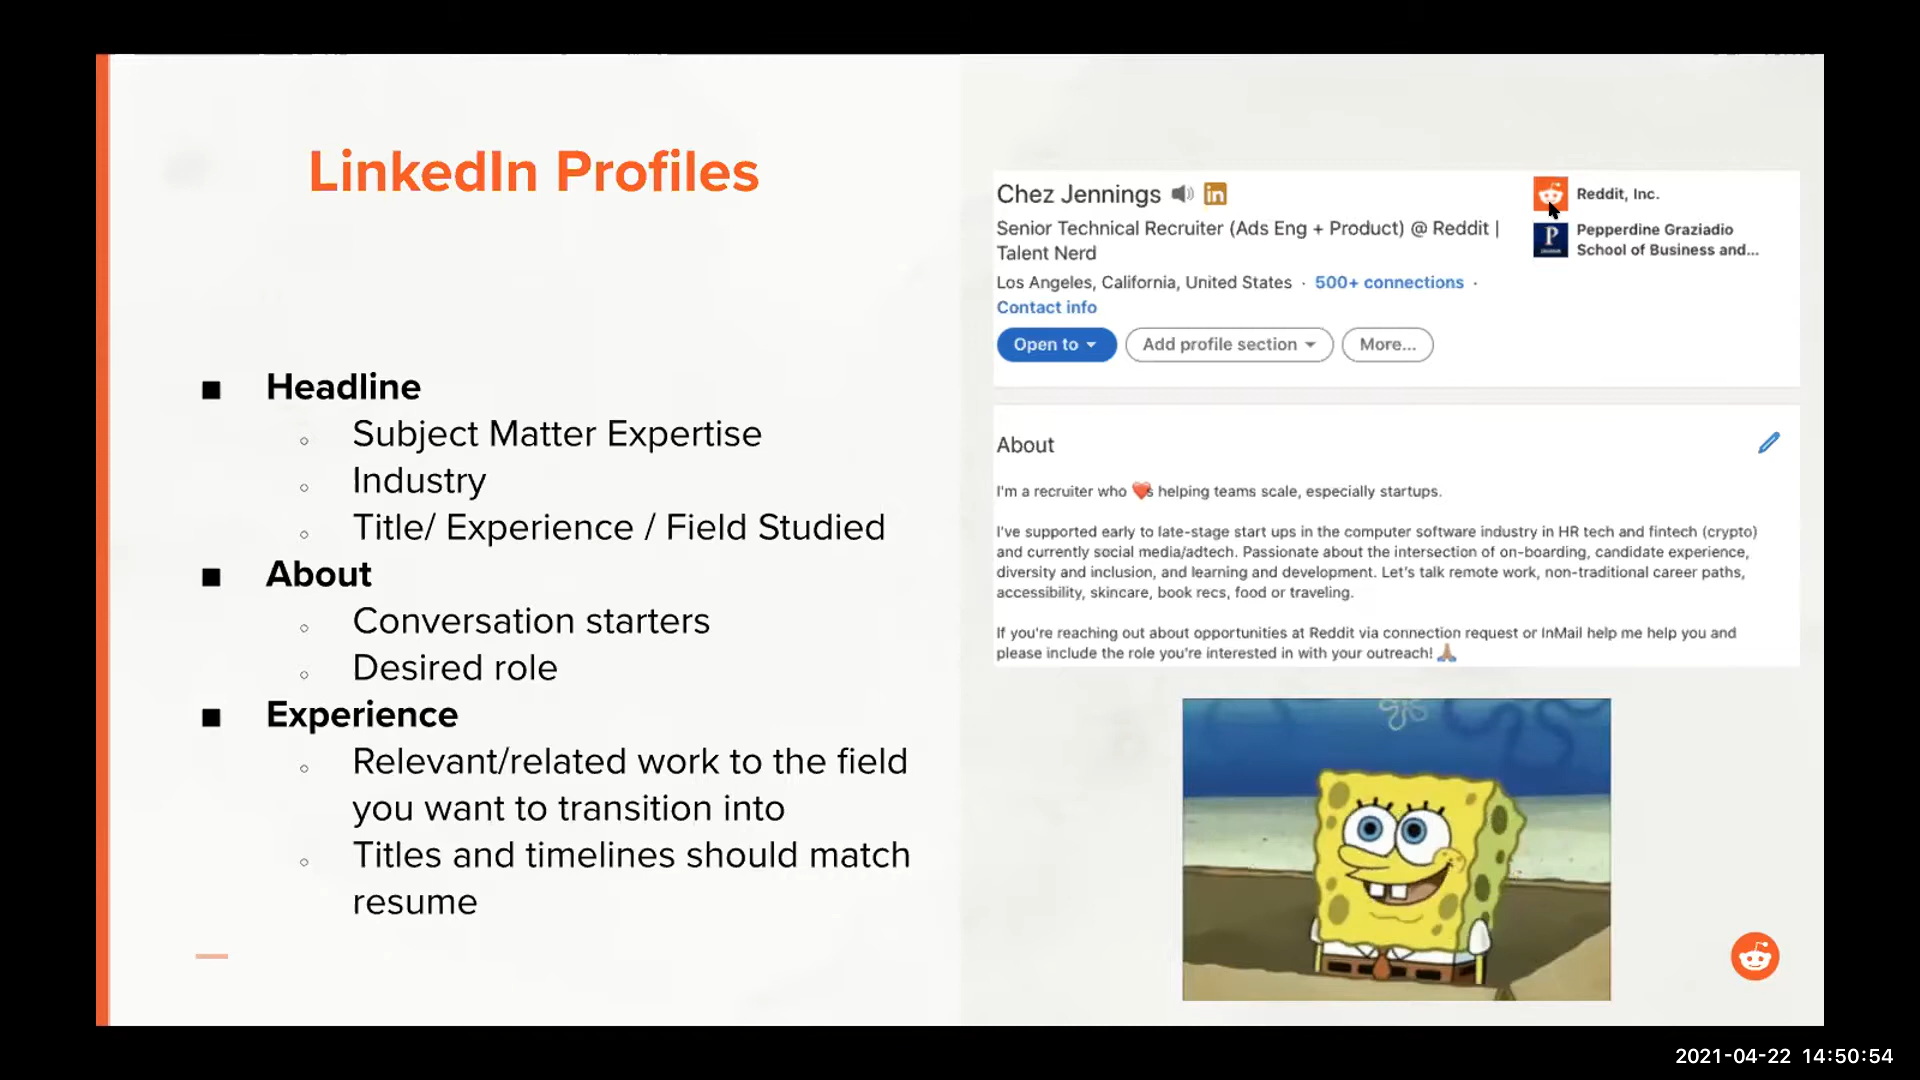 LinkedIn Profiles
■ Headline
○ Subject Matter Expertise
○ Industry
○ Title/ Experience / Field Studied
■ About
○ Conversation starters
○ Desired role
■ Experience
○ Relevant/related work to the field
you want to transition into
○ Titles and timelines should match
resume
Chez Jennings
Senior Technical Recruiter (Ads Eng + Product) @ Reddit |
Talent Nerd
Los Angeles, California, United States · 500+ connections ·
Contact info
Open to
Add profile section
More...
Reddit, Inc.
Pepperdine Graziadio
School of Business and...
About
I'm a recruiter who ❤️s helping teams scale, especially startups.
I've supported early to late-stage start ups in the computer software industry in HR tech and fintech (crypto)
and currently social media/adtech. Passionate about the intersection of on-boarding, candidate experience,
diversity and inclusion, and learning and development. Let's talk remote work, non-traditional career paths,
accessibility, skincare, book recs, food or traveling.
If you're reaching out about opportunities at Reddit via connection request or InMail help me help you and
please include the role you're interested in with your outreach! 🙏🏽
2021-04-22 14:50:54